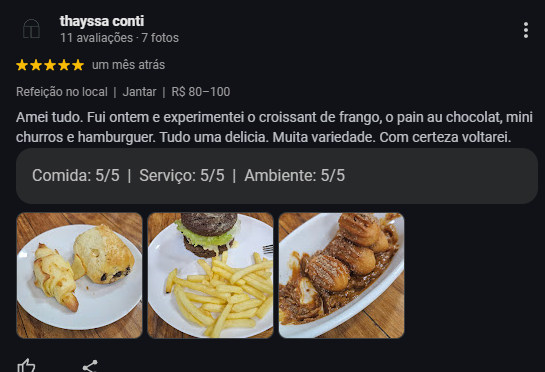 thayssa conti
11 avaliações · 7 fotos
um mês atrás
Refeição no local | Jantar | R$ 80–100
Amei tudo. Fui ontem e experimentei o croissant de frango, o pain au chocolat, mini
churros e hamburguer. Tudo uma delicia. Muita variedade. Com certeza voltarei.
Comida: 5/5 | Serviço: 5/5 | Ambiente: 5/5